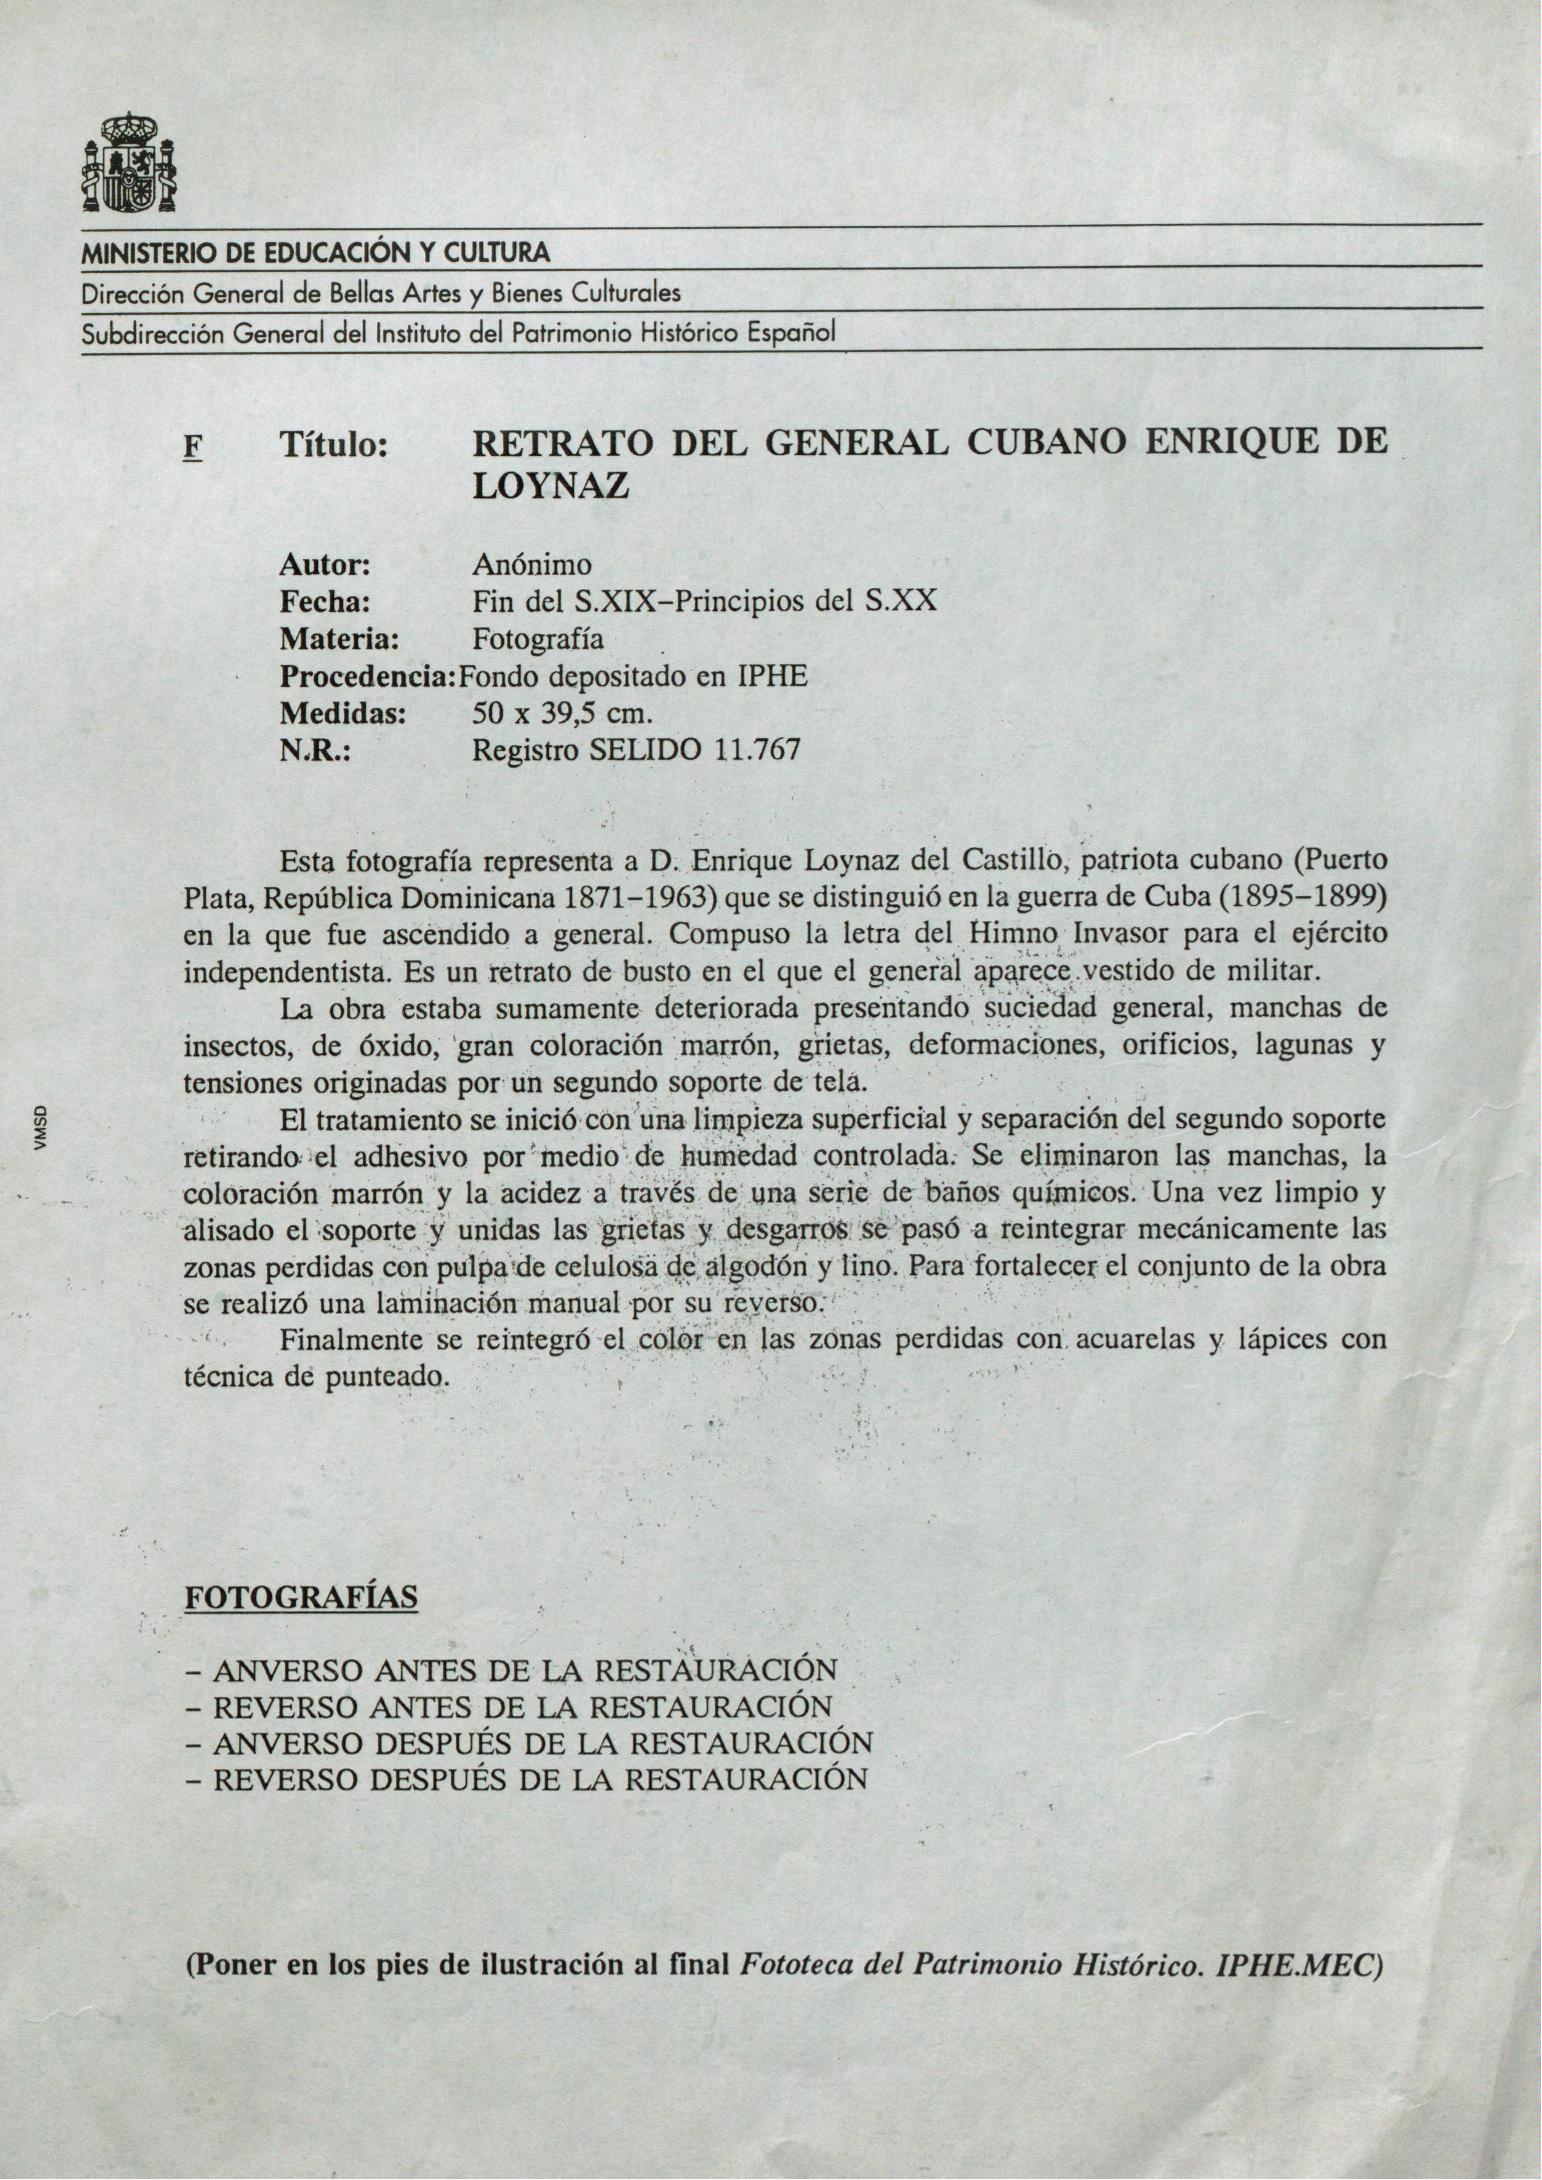 MINISTERIO DE EDUCACIÓN Y CULTURA
Dirección General de Bellas Artes y Bienes Culturales
Subdirección General del Instituto del Patrimonio Histórico Español
F Título: RETRATO DEL GENERAL CUBANO ENRIQUE DE
LOYNAZ
Autor: Anónimo
Fecha: Fin del S.XIX–Principios del S.XX
Materia: Fotografía
Procedencia: Fondo depositado en IPHE
Medidas: 50 x 39,5 cm.
N.R.: Registro SELIDO 11.767
Esta fotografía representa a D. Enrique Loynaz del Castillo, patriota cubano (Puerto
Plata, República Dominicana 1871–1963) que se distinguió en la guerra de Cuba (1895–1899)
en la que fue ascendido a general. Compuso la letra del Himno Invasor para el ejército
independentista. Es un retrato de busto en el que el general aparece vestido de militar.
La obra estaba sumamente deteriorada presentando suciedad general, manchas de
insectos, de óxido, gran coloración marrón, grietas, deformaciones, orificios, lagunas y
tensiones originadas por un segundo soporte de tela.
El tratamiento se inició con una limpieza superficial y separación del segundo soporte
retirando el adhesivo por medio de humedad controlada. Se eliminaron las manchas, la
coloración marrón y la acidez a través de una serie de baños químicos. Una vez limpio y
alisado el soporte y unidas las grietas y desgarros se pasó a reintegrar mecánicamente las
zonas perdidas con pulpa de celulosa de algodón y lino. Para fortalecer el conjunto de la obra
se realizó una laminación manual por su reverso.
Finalmente se reintegró el color en las zonas perdidas con acuarelas y lápices con
técnica de punteado.
VMSD
FOTOGRAFÍAS
– ANVERSO ANTES DE LA RESTAURACIÓN
– REVERSO ANTES DE LA RESTAURACIÓN
– ANVERSO DESPUÉS DE LA RESTAURACIÓN
– REVERSO DESPUÉS DE LA RESTAURACIÓN
(Poner en los pies de ilustración al final Fototeca del Patrimonio Histórico. IPHE.MEC)